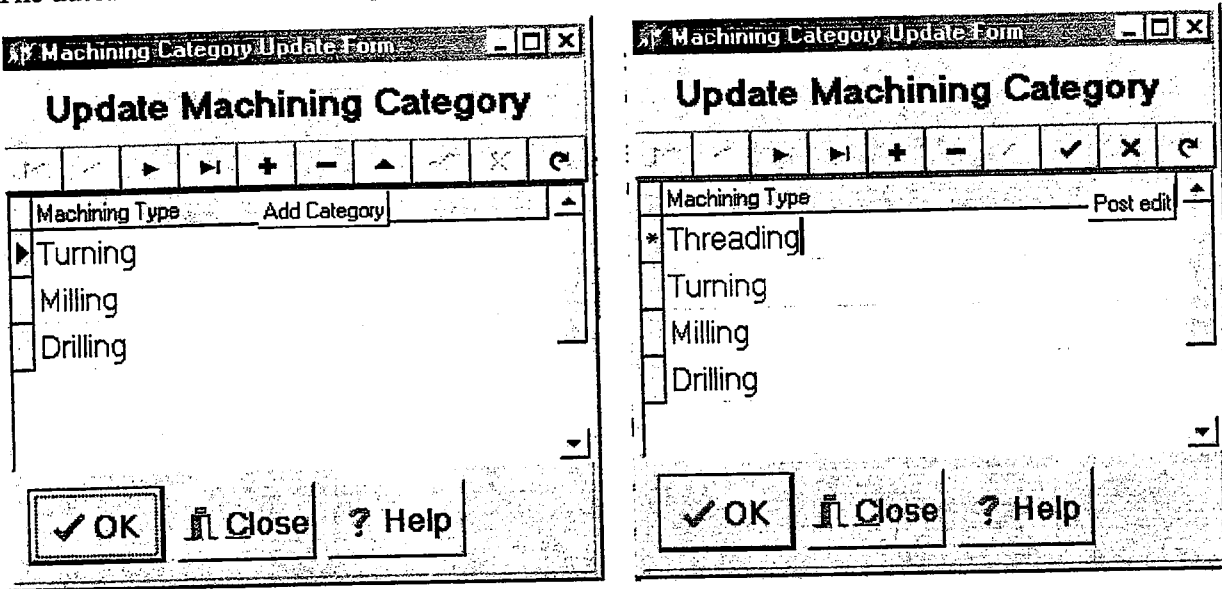 Machining Category Update Form
Update Machining Category
Machining Type Add Category
Turning
Milling
Drilling
OK Close ? Help
Machining Category Update Form
Update Machining Category
Machining Type Post edit
* Threading
Turning
Milling
Drilling
OK Close ? Help